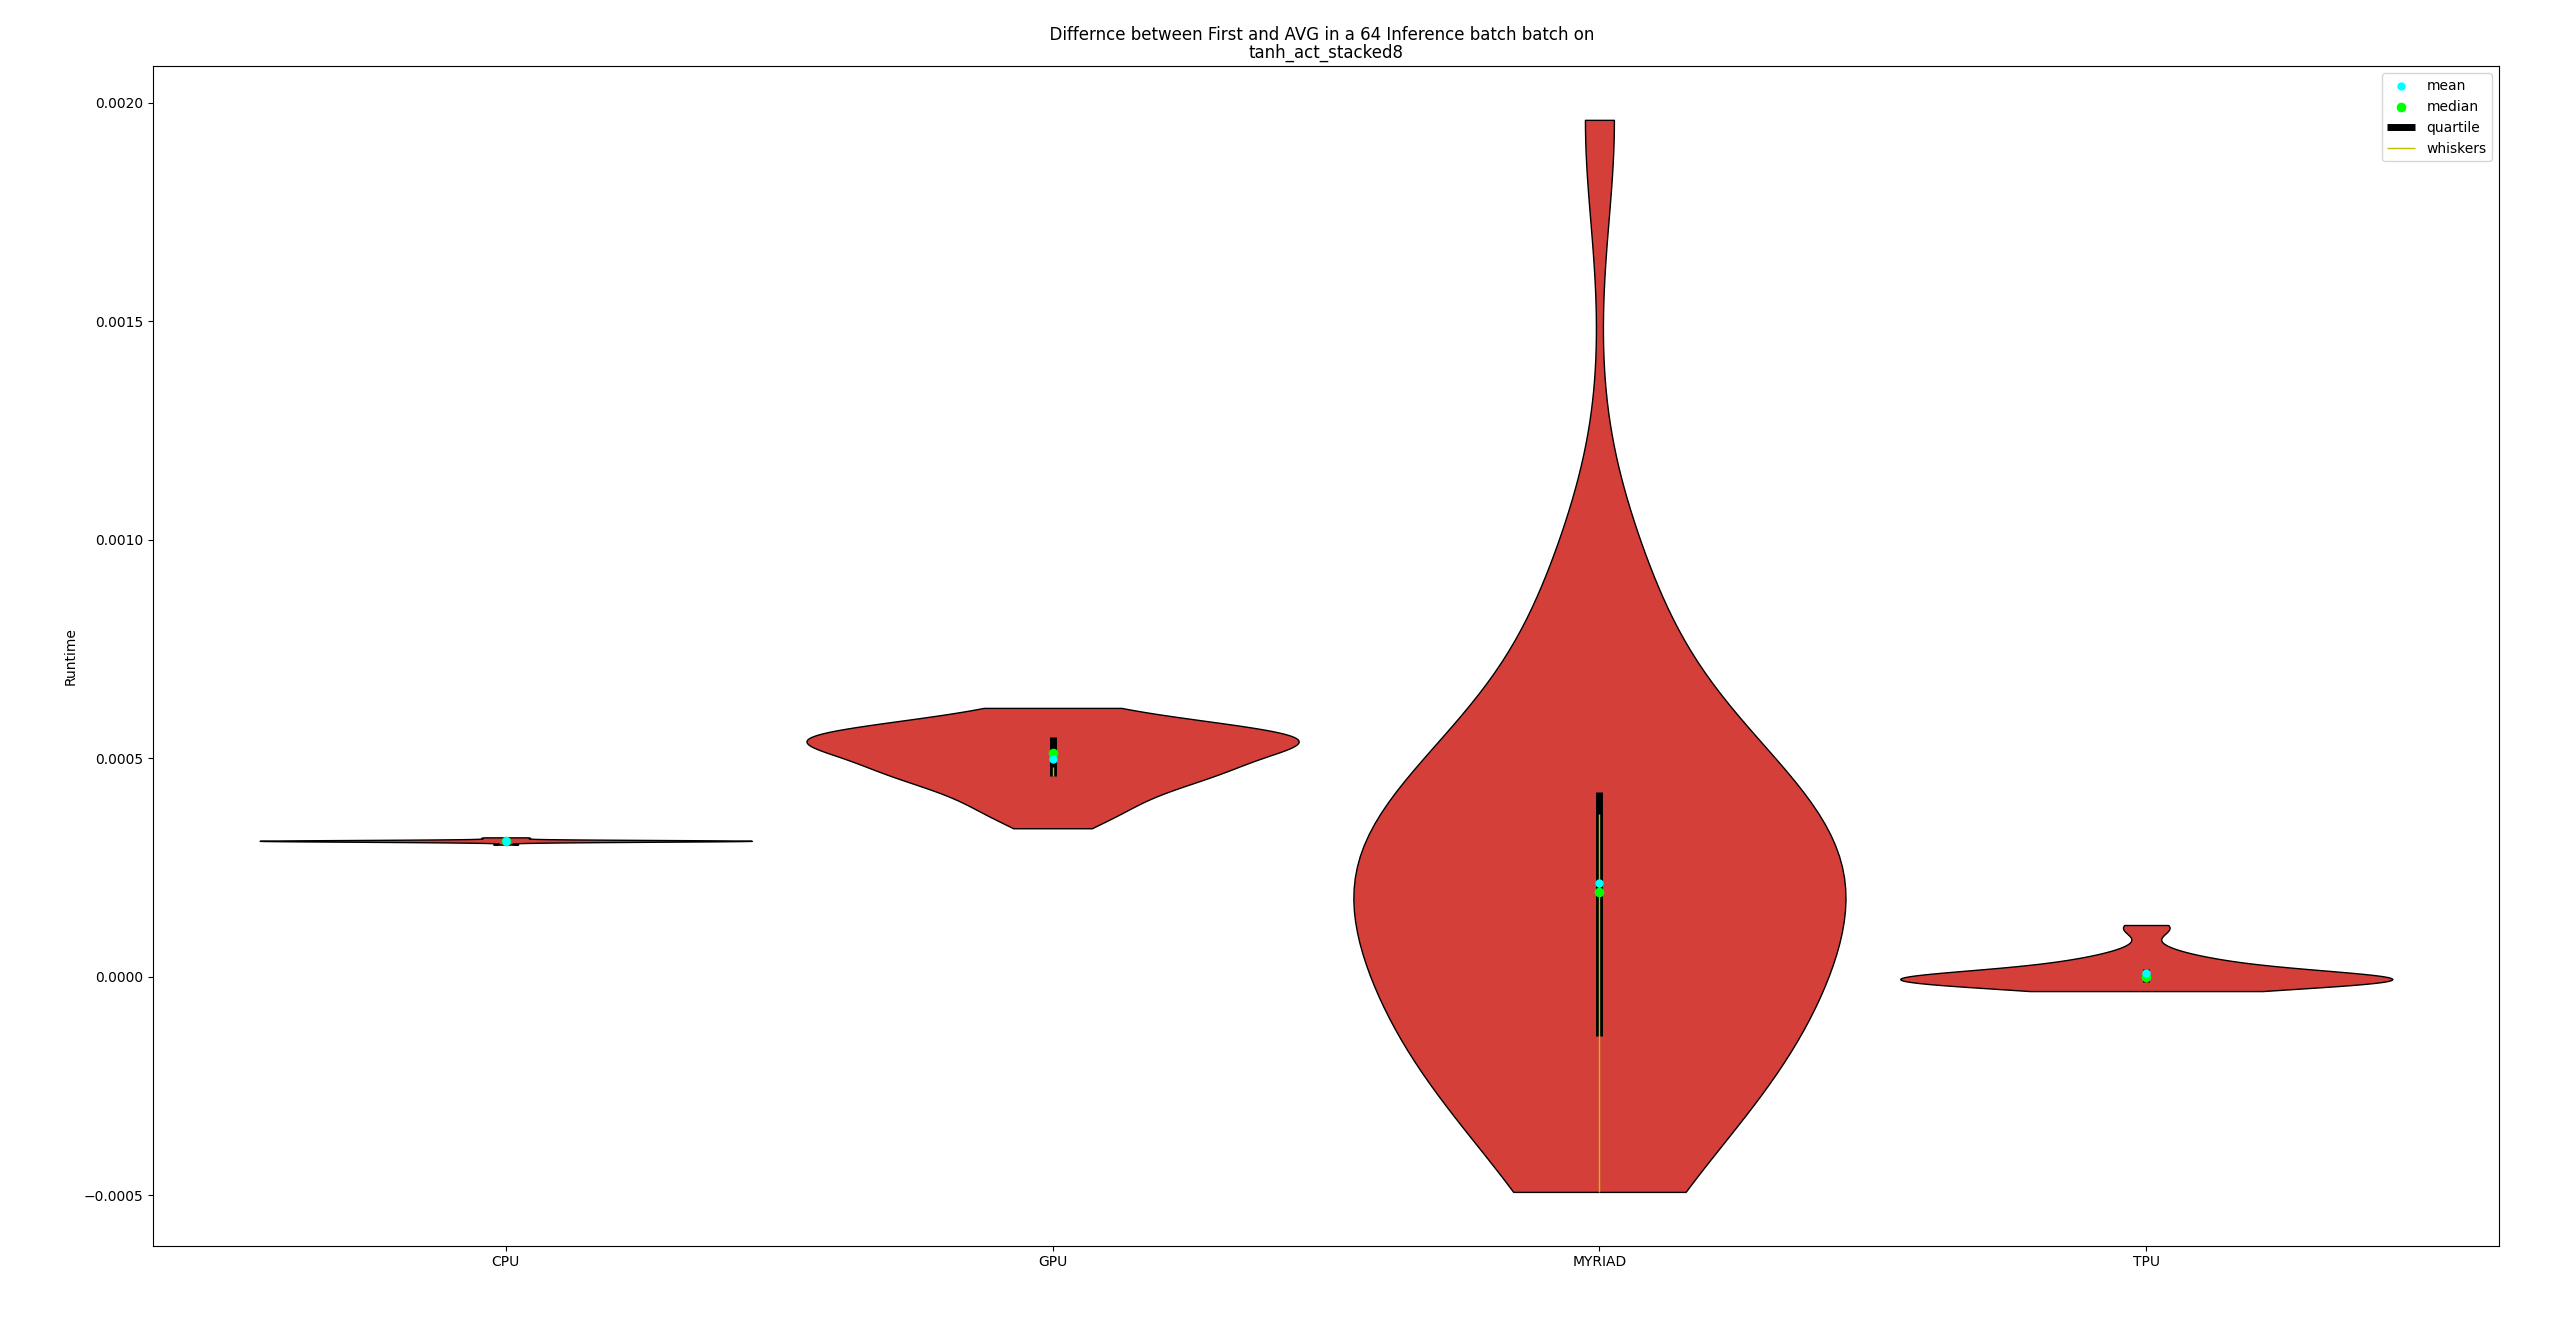 Differnce between First and AVG in a 64 Inference batch batch on
tanh_act_stacked8
mean
median
quartile
whiskers
0.0020
0.0015
0.0010
0.0005
0.0000
−0.0005
Runtime
CPU
GPU
MYRIAD
TPU